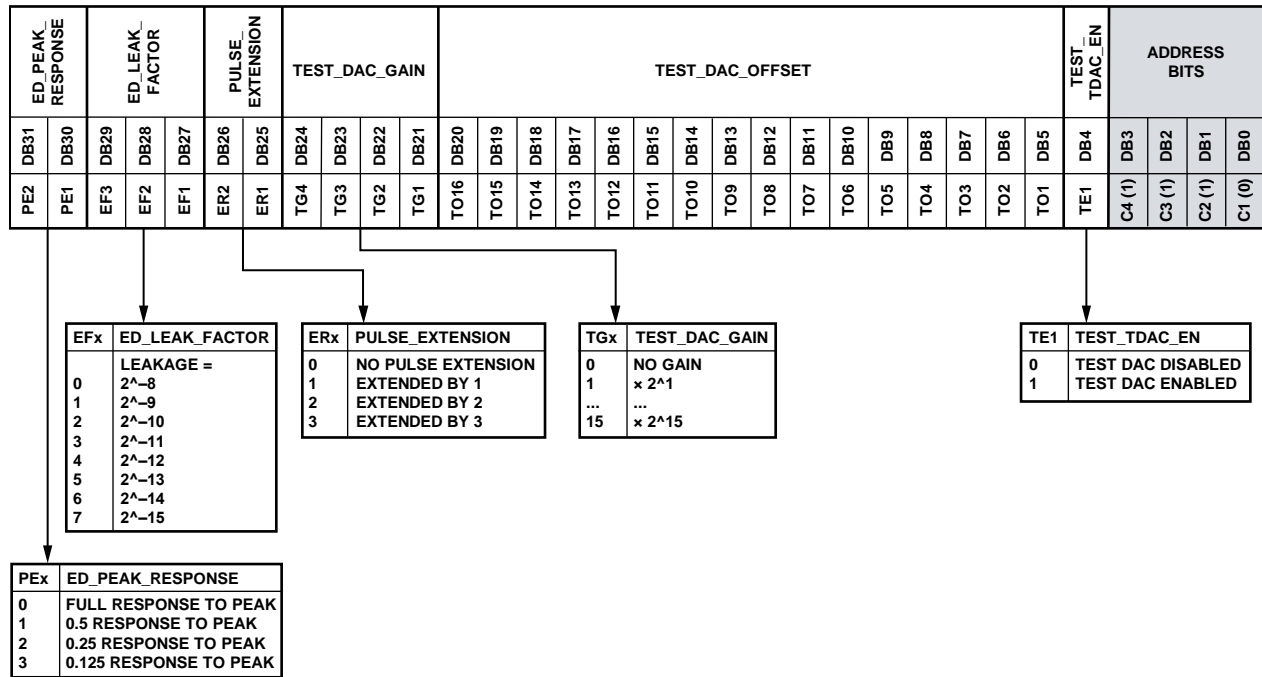 ED_PEAK_
RESPONSE
ED_LEAK_
FACTOR
PULSE_
EXTENSION
TEST_DAC_GAIN
TEST_DAC_OFFSET
TEST_
TDAC_EN
ADDRESS
BITS
DB31 DB30 DB29 DB28 DB27 DB26 DB25 DB24 DB23 DB22 DB21 DB20 DB19 DB18 DB17 DB16 DB15 DB14 DB13 DB12 DB11 DB10 DB9 DB8 DB7 DB6 DB5 DB4 DB3 DB2 DB1 DB0
PE2 PE1 EF3 EF2 EF1 ER2 ER1 TG4 TG3 TG2 TG1 TO16 TO15 TO14 TO13 TO12 TO11 TO10 TO9 TO8 TO7 TO6 TO5 TO4 TO3 TO2 TO1 TE1 C4 (1) C3 (1) C2 (1) C1 (0)
EFx ED_LEAK_FACTOR
LEAKAGE =
0 2^–8
1 2^–9
2 2^–10
3 2^–11
4 2^–12
5 2^–13
6 2^–14
7 2^–15
ERx PULSE_EXTENSION
0 NO PULSE EXTENSION
1 EXTENDED BY 1
2 EXTENDED BY 2
3 EXTENDED BY 3
TGx TEST_DAC_GAIN
0 NO GAIN
1 × 2^1
... ...
15 × 2^15
TE1 TEST_TDAC_EN
0 TEST DAC DISABLED
1 TEST DAC ENABLED
PEx ED_PEAK_RESPONSE
0 FULL RESPONSE TO PEAK
1 0.5 RESPONSE TO PEAK
2 0.25 RESPONSE TO PEAK
3 0.125 RESPONSE TO PEAK